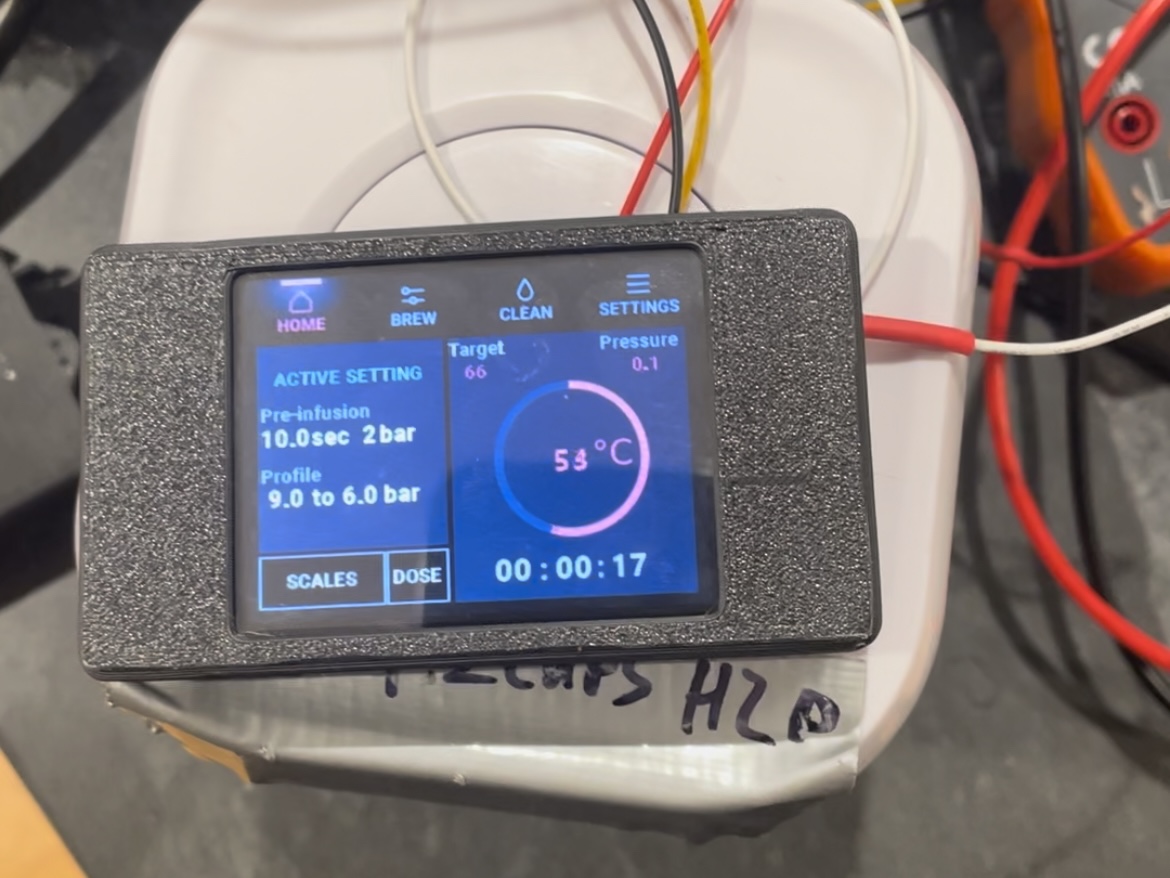 HOME BREW CLEAN SETTINGS
ACTIVE SETTING
Pre-infusion
10.0sec 2bar
Profile
9.0 to 6.0 bar
SCALES DOSE
Target Pressure
66 0.1
°C
00:00:17
H2O